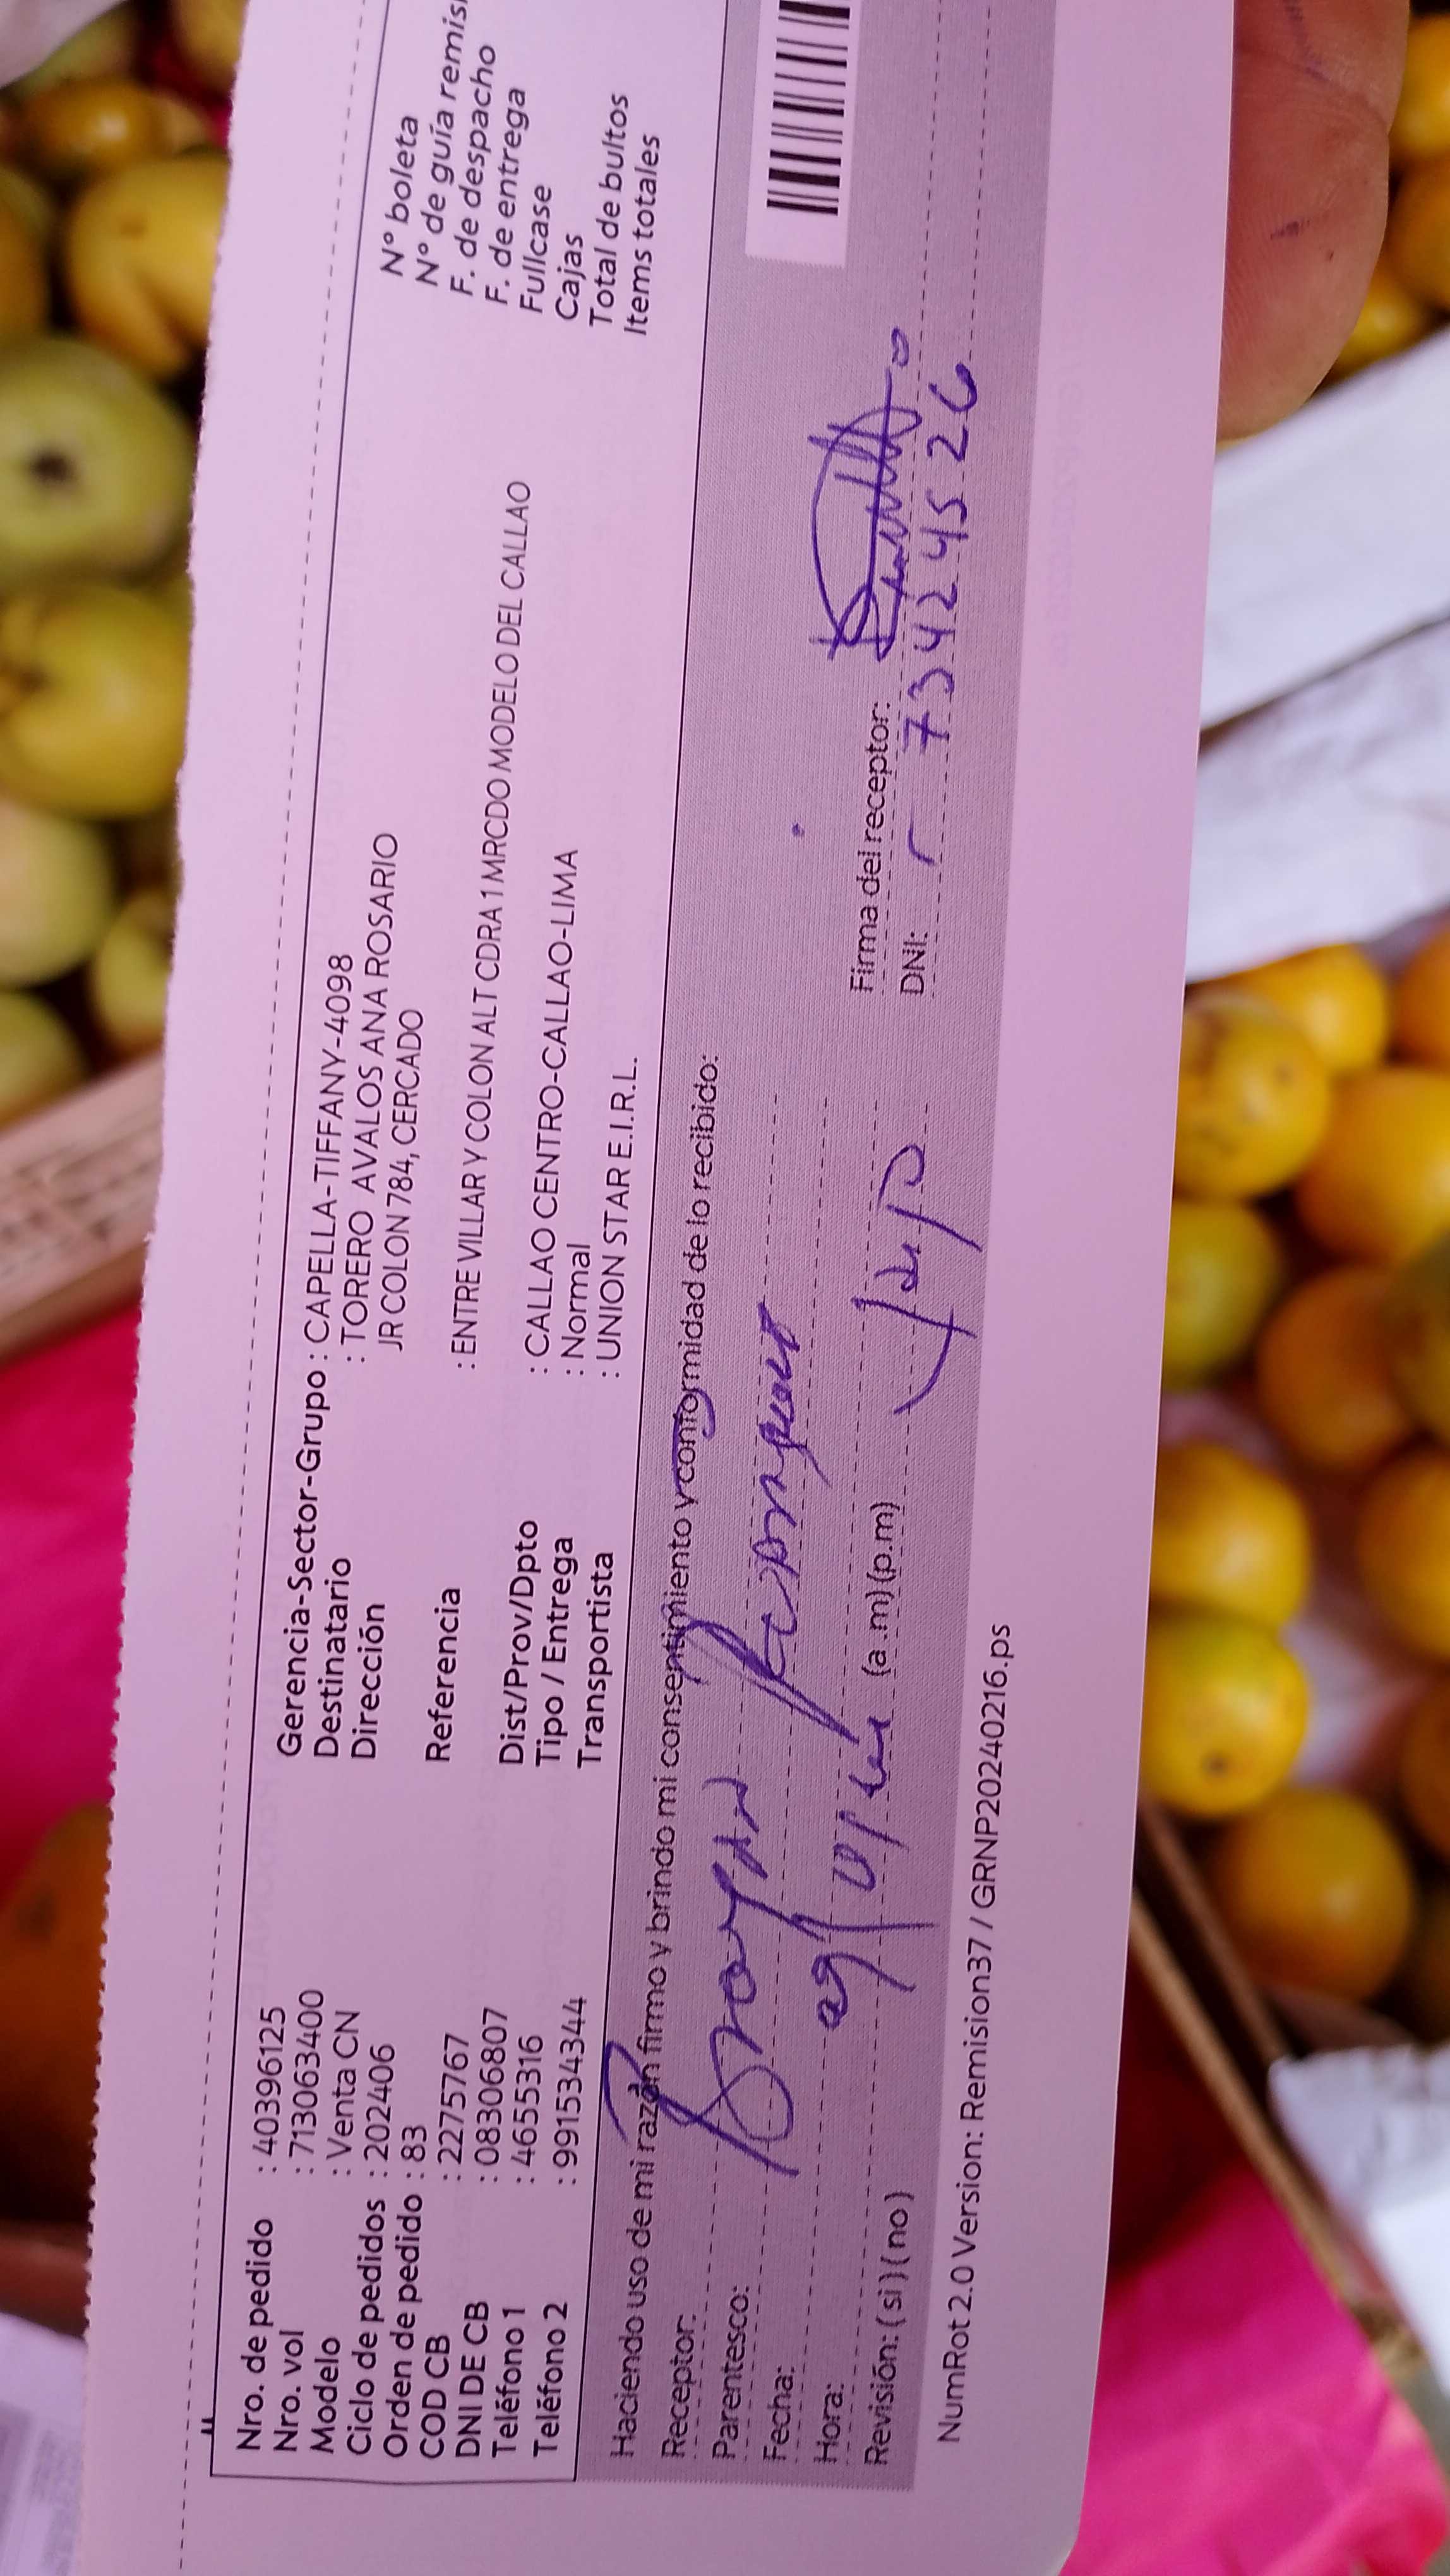 Nro. de pedido : 40396125
Nro. vol : 713063400
Modelo : Venta CN
Ciclo de pedidos : 202406
Orden de pedido : 83
COD CB : 2275767
DNI DE CB : 08306807
Teléfono 1 : 4655316
Teléfono 2 : 991534344
Gerencia-Sector-Grupo : CAPELLA-TIFFANY-4098
Destinatario : TORERO AVALOS ANA ROSARIO
Dirección JR COLON 784, CERCADO
Referencia : ENTRE VILLAR Y COLON ALT CDRA 1 MRCDO MODELO DEL CALLAO
Dist/Prov/Dpto : CALLAO CENTRO-CALLAO-LIMA
Tipo / Entrega : Normal
Transportista : UNION STAR E.I.R.L.
N° boleta
N° de guía remis
F. de despacho
F. de entrega
Fullcase
Cajas
Total de bultos
Items totales
Haciendo uso de mi razón firmo y brindo mi consentimiento y conformidad de lo recibido:
Receptor:
Parentesco:
Fecha:
Hora: (a .m) (p.m)
Revisión: ( si ) ( no )
Firma del receptor:
DNI: 73424526
NumRot 2.0 Version: Remision37 / GRNP20240216.ps